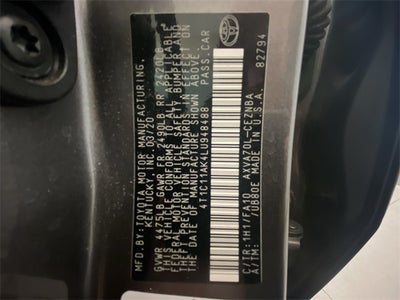 MFD.BY:TOYOTA MOTOR MANUFACTURING,
KENTUCKY, INC. 03/20
GVWR 4475LB GAWR FR 2490LB RR 2420LB
THIS VEHICLE CONFORMS TO ALL APPLICABLE
FEDERAL MOTOR VEHICLE SAFETY, BUMPER AND
THEFT PREVENTION STANDARDS IN EFFECT ON
THE DATE OF MANUFACTURE SHOWN ABOVE.
4T1C11AK4LU948488 PASS.CAR
C/TR:1H1/FA10 AXVA70L-CEZNBA
A/TM: /UB80E MADE IN U.S.A.
82794